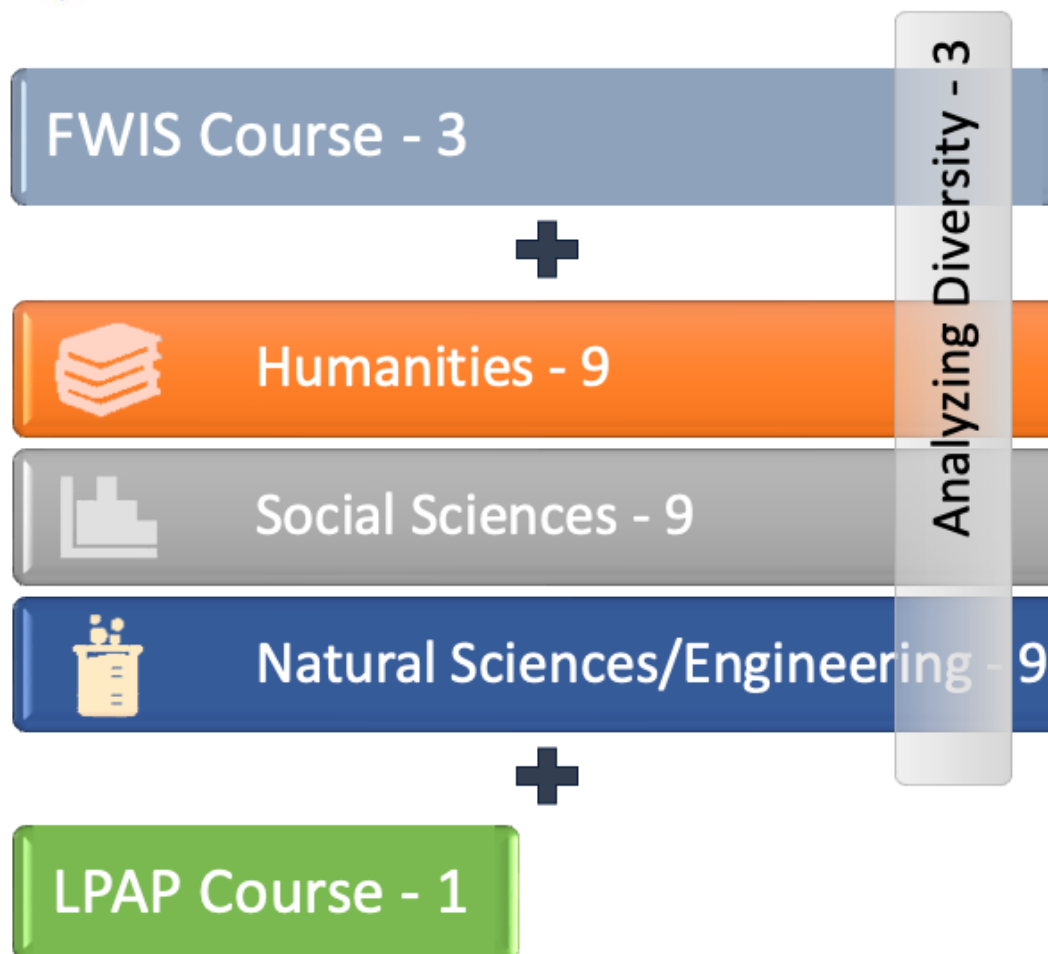 FWIS Course - 3
Humanities - 9
Social Sciences - 9
Natural Sciences/Engineering - 9
LPAP Course - 1
Analyzing Diversity - 3